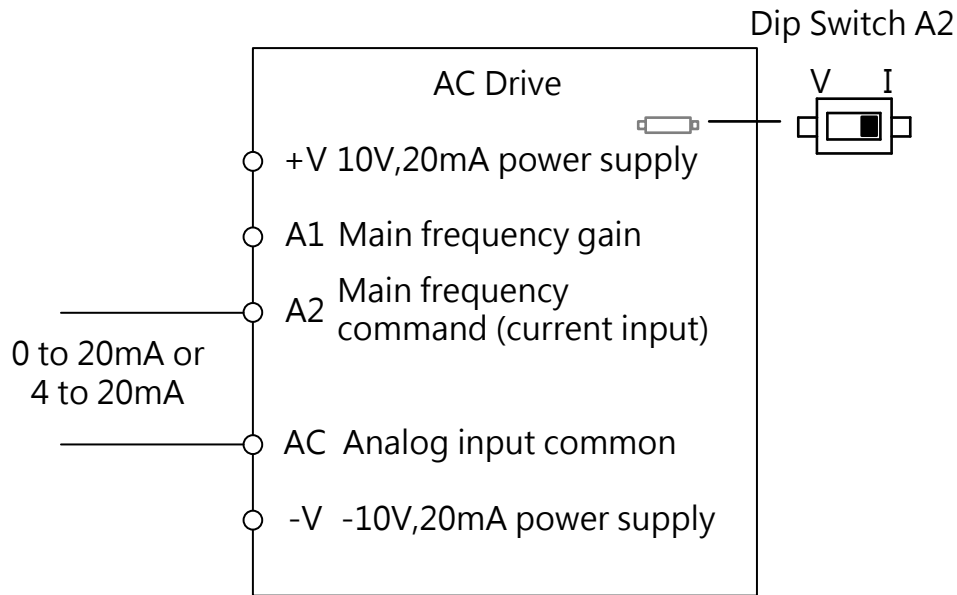 Dip Switch A2
V I
AC Drive
+V 10V,20mA power supply
A1 Main frequency gain
A2 Main frequency
command (current input)
0 to 20mA or
4 to 20mA
AC Analog input common
-V -10V,20mA power supply